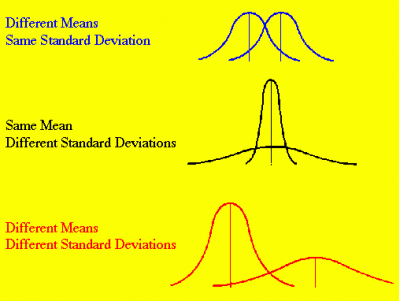 Different Means
Same Standard Deviation
Same Mean
Different Standard Deviations
Different Means
Different Standard Deviations